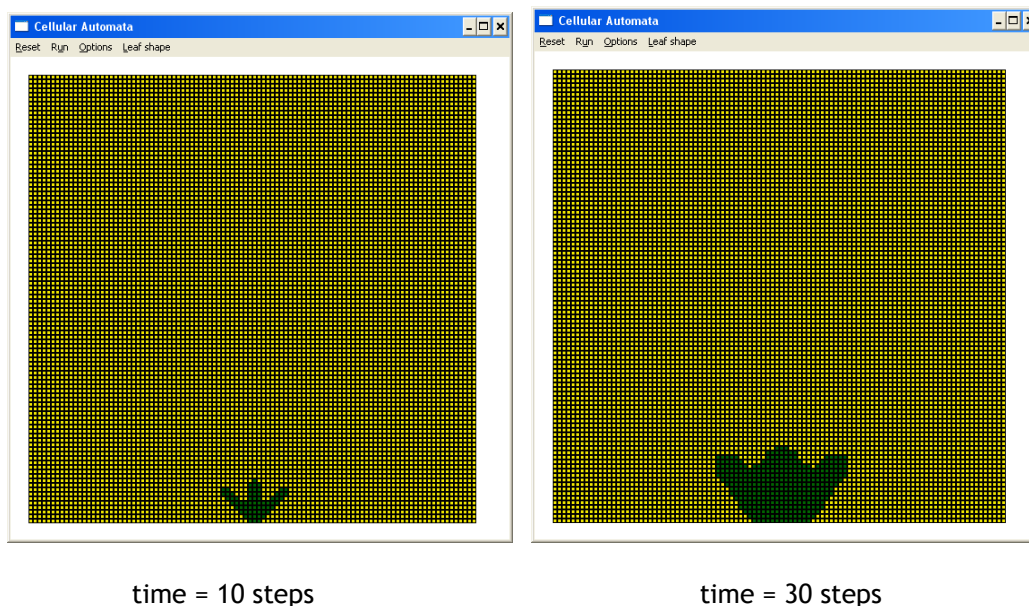 Cellular Automata
Reset Run Options Leaf shape
Cellular Automata
Reset Run Options Leaf shape
time = 10 steps
time = 30 steps